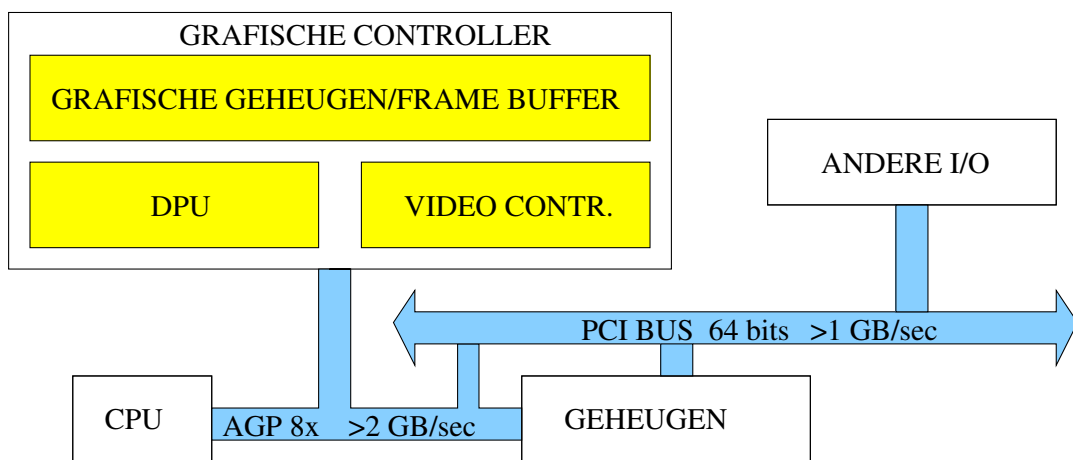 GRAFISCHE CONTROLLER
GRAFISCHE GEHEUGEN/FRAME BUFFER
DPU
VIDEO CONTR.
ANDERE I/O
PCI BUS 64 bits >1 GB/sec
CPU
AGP 8x >2 GB/sec
GEHEUGEN